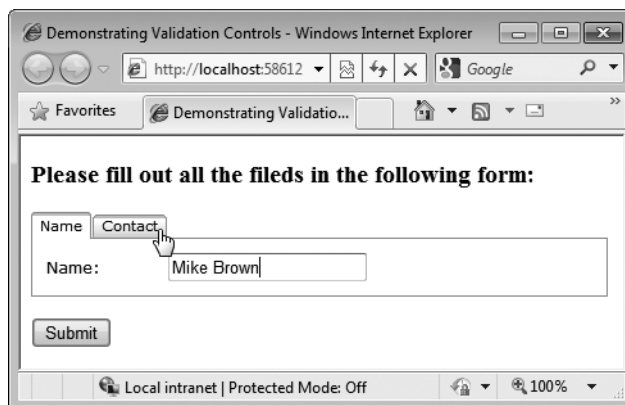 Demonstrating Validation Controls - Windows Internet Explorer
http://localhost:58612
Google
Favorites
Demonstrating Validatio...
»
Please fill out all the fileds in the following form:
Name Contact
Name: Mike Brown
Submit
Local intranet | Protected Mode: Off
100%